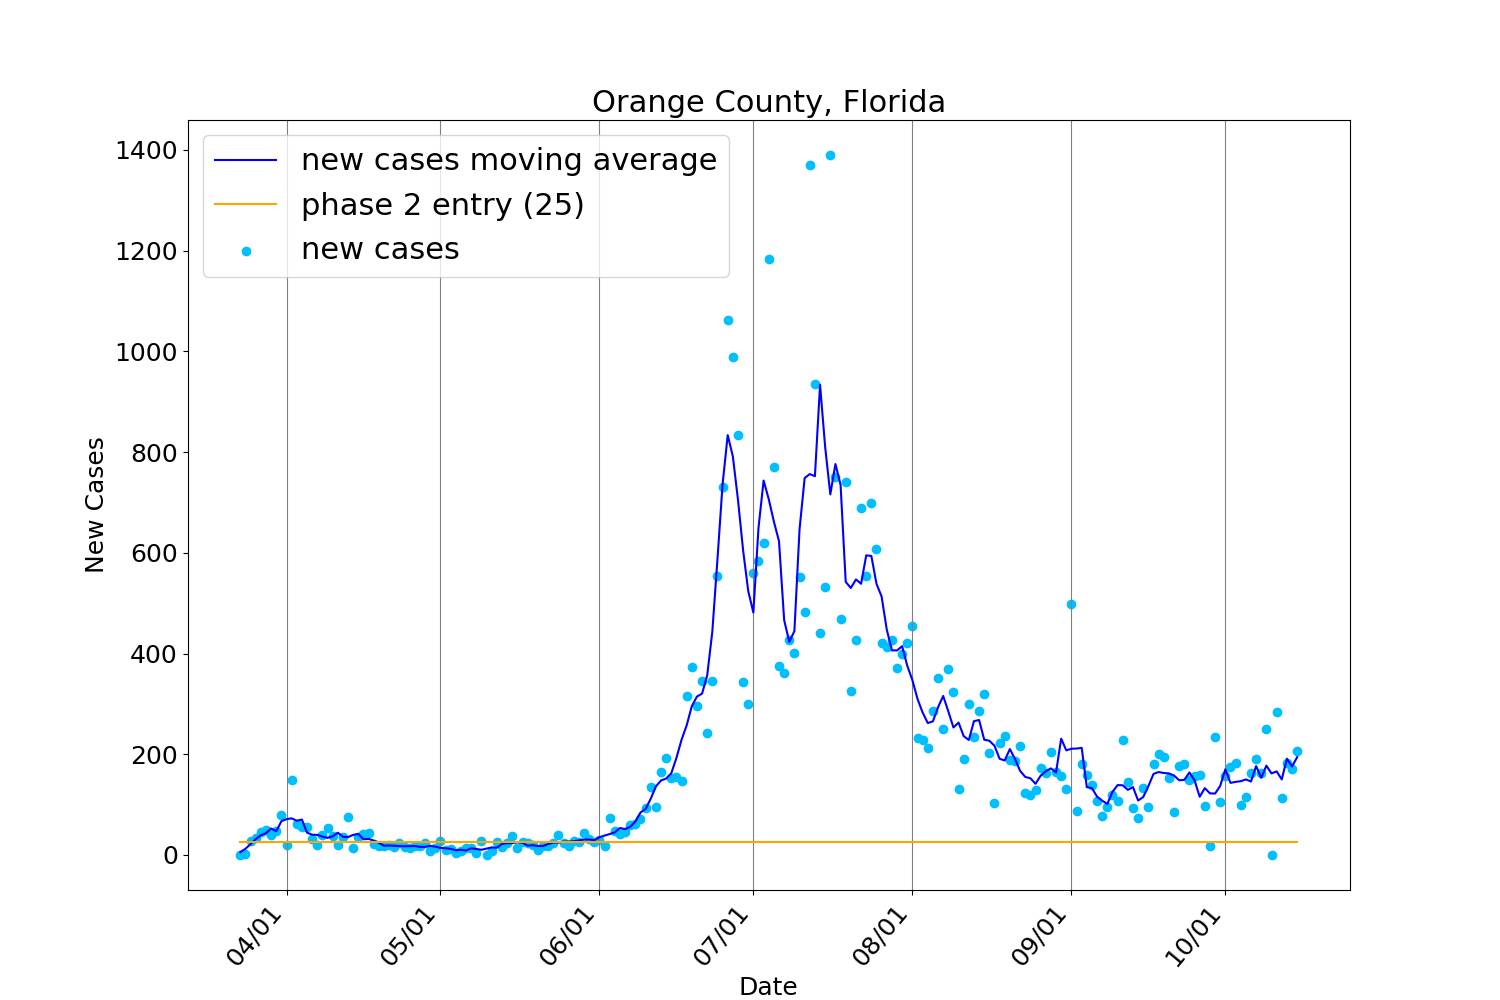 Orange County, Florida
new cases moving average
phase 2 entry (25)
new cases
1400
1200
1000
800
600
400
200
0
New Cases
04/01
05/01
06/01
07/01
08/01
09/01
10/01
Date